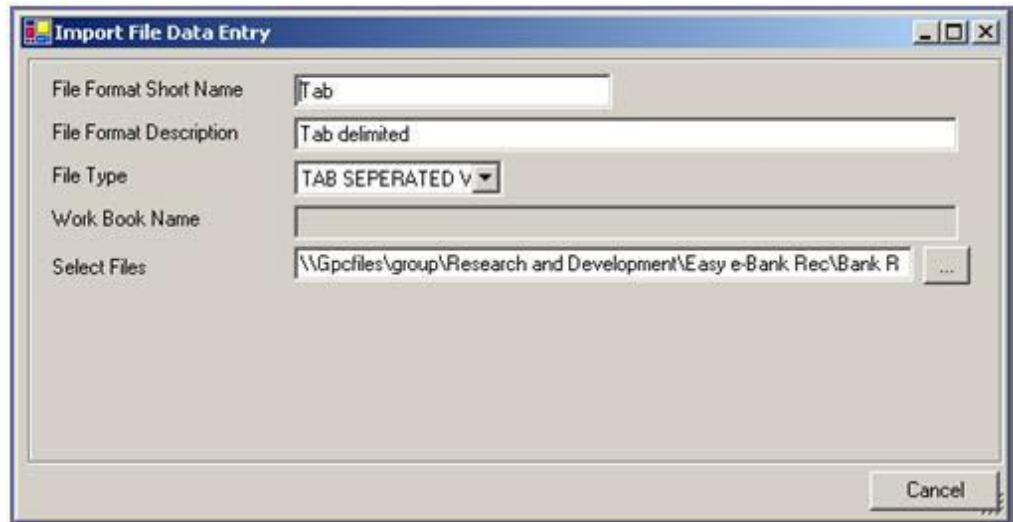 Import File Data Entry
File Format Short Name Tab
File Format Description Tab delimited
File Type TAB SEPERATED V
Work Book Name
Select Files \\Gpcfiles\group\Research and Development\Easy e-Bank Rec\Bank R ...
Cancel